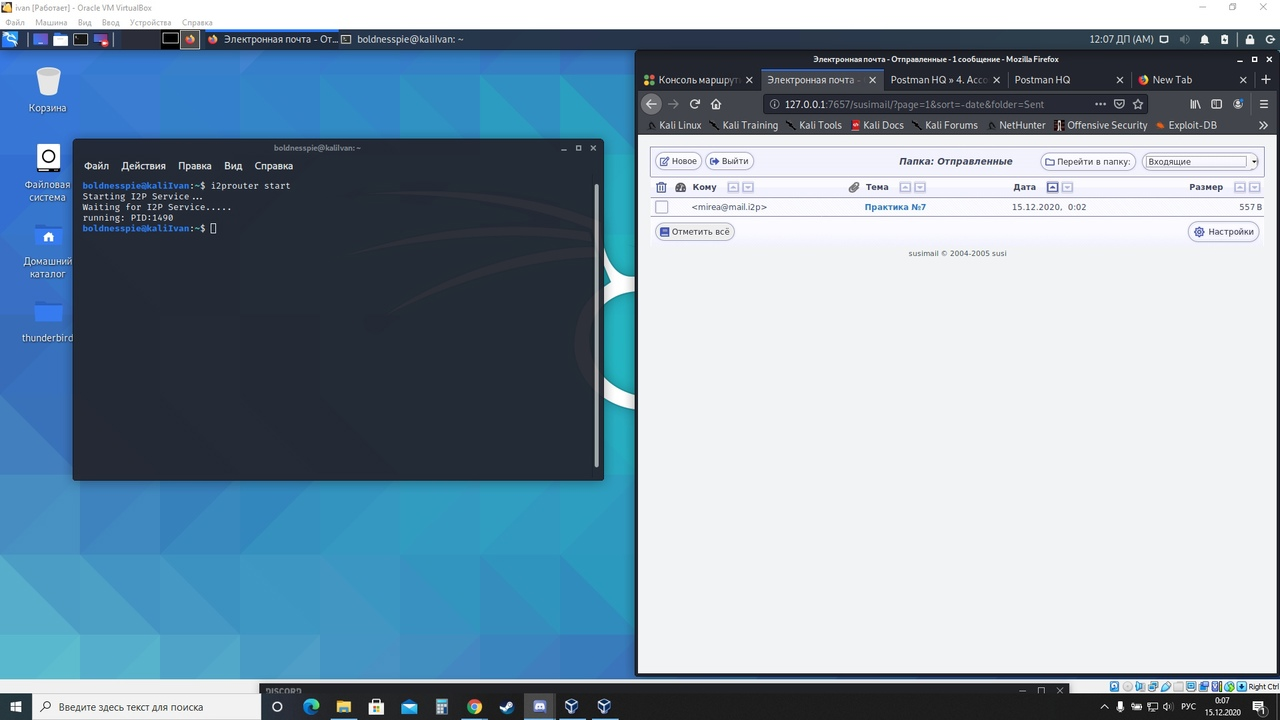 ivan [Работает] - Oracle VM VirtualBox
Файл Машина Вид Ввод Устройства Справка
Электронная почта - От... boldnesspie@kaliIvan: ~ 12:07 ДП (AM)
Корзина
Файловая система
Домашний каталог
thunderbird
boldnesspie@kaliIvan: ~
Файл Действия Правка Вид Справка
boldnesspie@kaliIvan:~$ i2prouter start
Starting I2P Service...
Waiting for I2P Service.....
running: PID:1490
boldnesspie@kaliIvan:~$
Электронная почта - Отправленные - 1 сообщение - Mozilla Firefox
Консоль маршрут Электронная почта - Postman HQ » 4. Acco Postman HQ New Tab
127.0.0.1:7657/susimail/?page=1&sort=-date&folder=Sent
Kali Linux Kali Training Kali Tools Kali Docs Kali Forums NetHunter Offensive Security Exploit-DB
Новое Выйти Папка: Отправленные Перейти в папку: Входящие
Кому Тема Дата Размер
<mirea@mail.i2p> Практика №7 15.12.2020, 0:02 557 B
Отметить всё Настройки
susimail © 2004-2005 susi
DISCORD
Right Ctrl
Введите здесь текст для поиска
РУС 0:07
15.12.2020